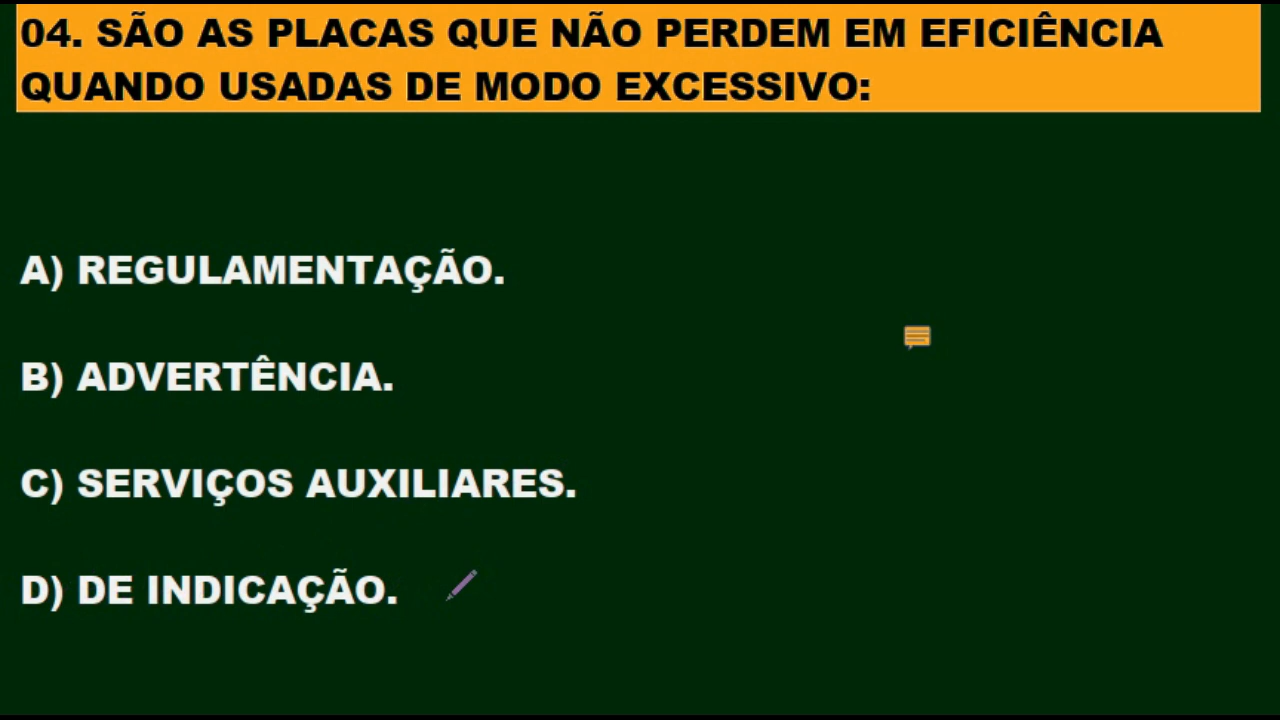 04. SÃO AS PLACAS QUE NÃO PERDEM EM EFICIÊNCIA
QUANDO USADAS DE MODO EXCESSIVO:
A) REGULAMENTAÇÃO.
B) ADVERTÊNCIA.
C) SERVIÇOS AUXILIARES.
D) DE INDICAÇÃO.